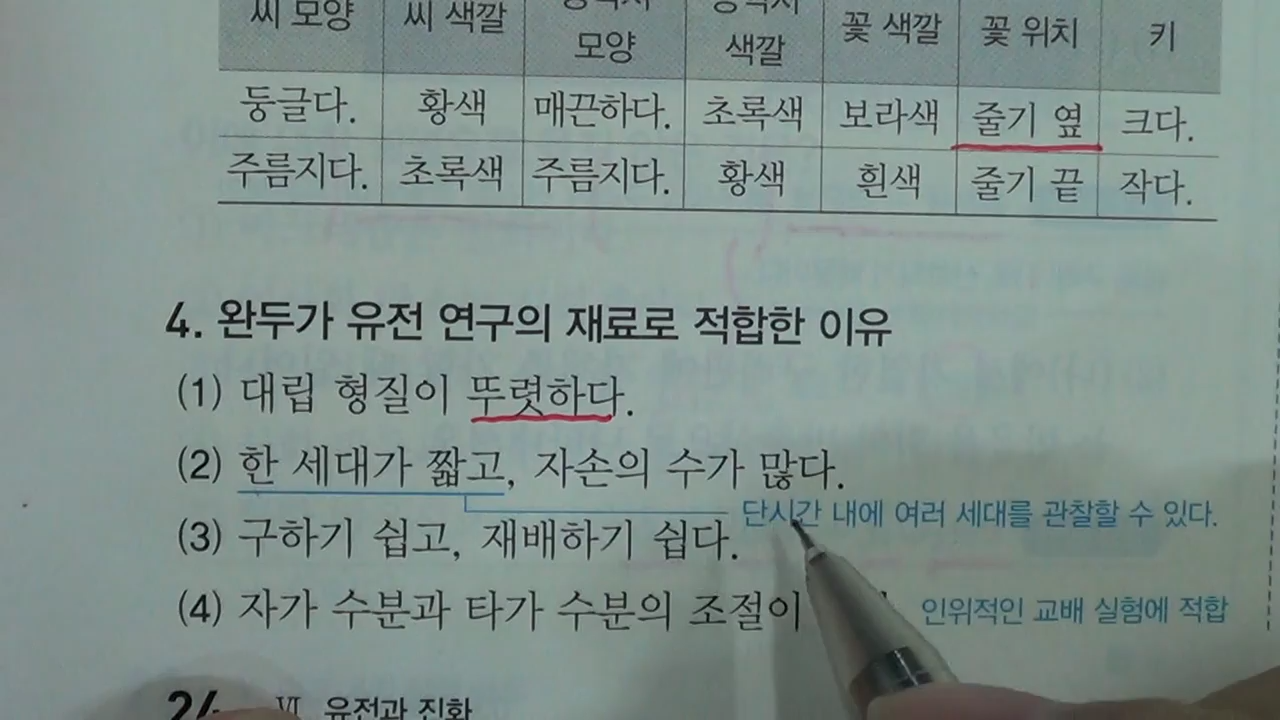 씨 모양 씨 색깔 모양 색깔 꽃 색깔 꽃 위치 키
둥글다. 황색 매끈하다. 초록색 보라색 줄기 옆 크다.
주름지다. 초록색 주름지다. 황색 흰색 줄기 끝 작다.
4. 완두가 유전 연구의 재료로 적합한 이유
(1) 대립 형질이 뚜렷하다.
(2) 한 세대가 짧고, 자손의 수가 많다.
단시간 내에 여러 세대를 관찰할 수 있다.
(3) 구하기 쉽고, 재배하기 쉽다.
(4) 자가 수분과 타가 수분의 조절이 인위적인 교배 실험에 적합
24 Ⅵ 유전과 진화